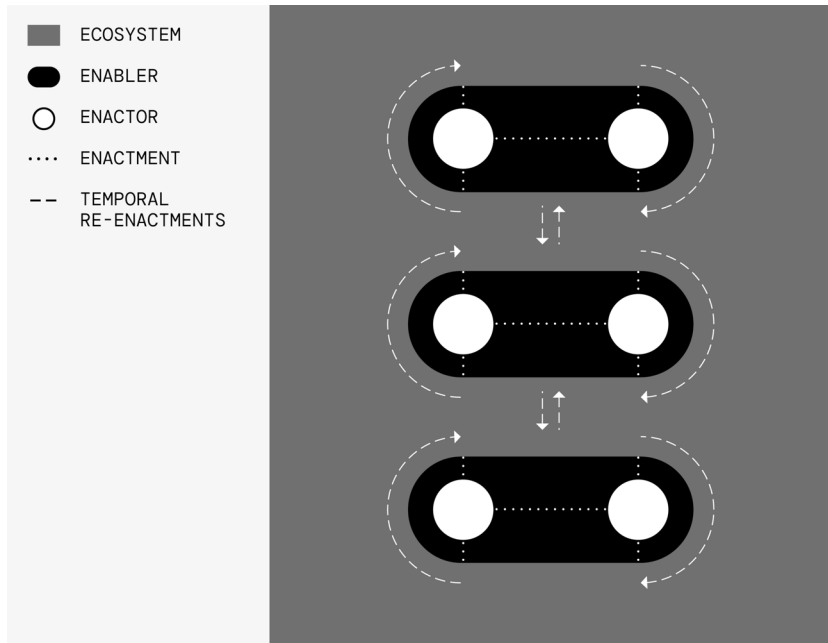 ECOSYSTEM
ENABLER
ENACTOR
ENACTMENT
TEMPORAL
RE-ENACTMENTS